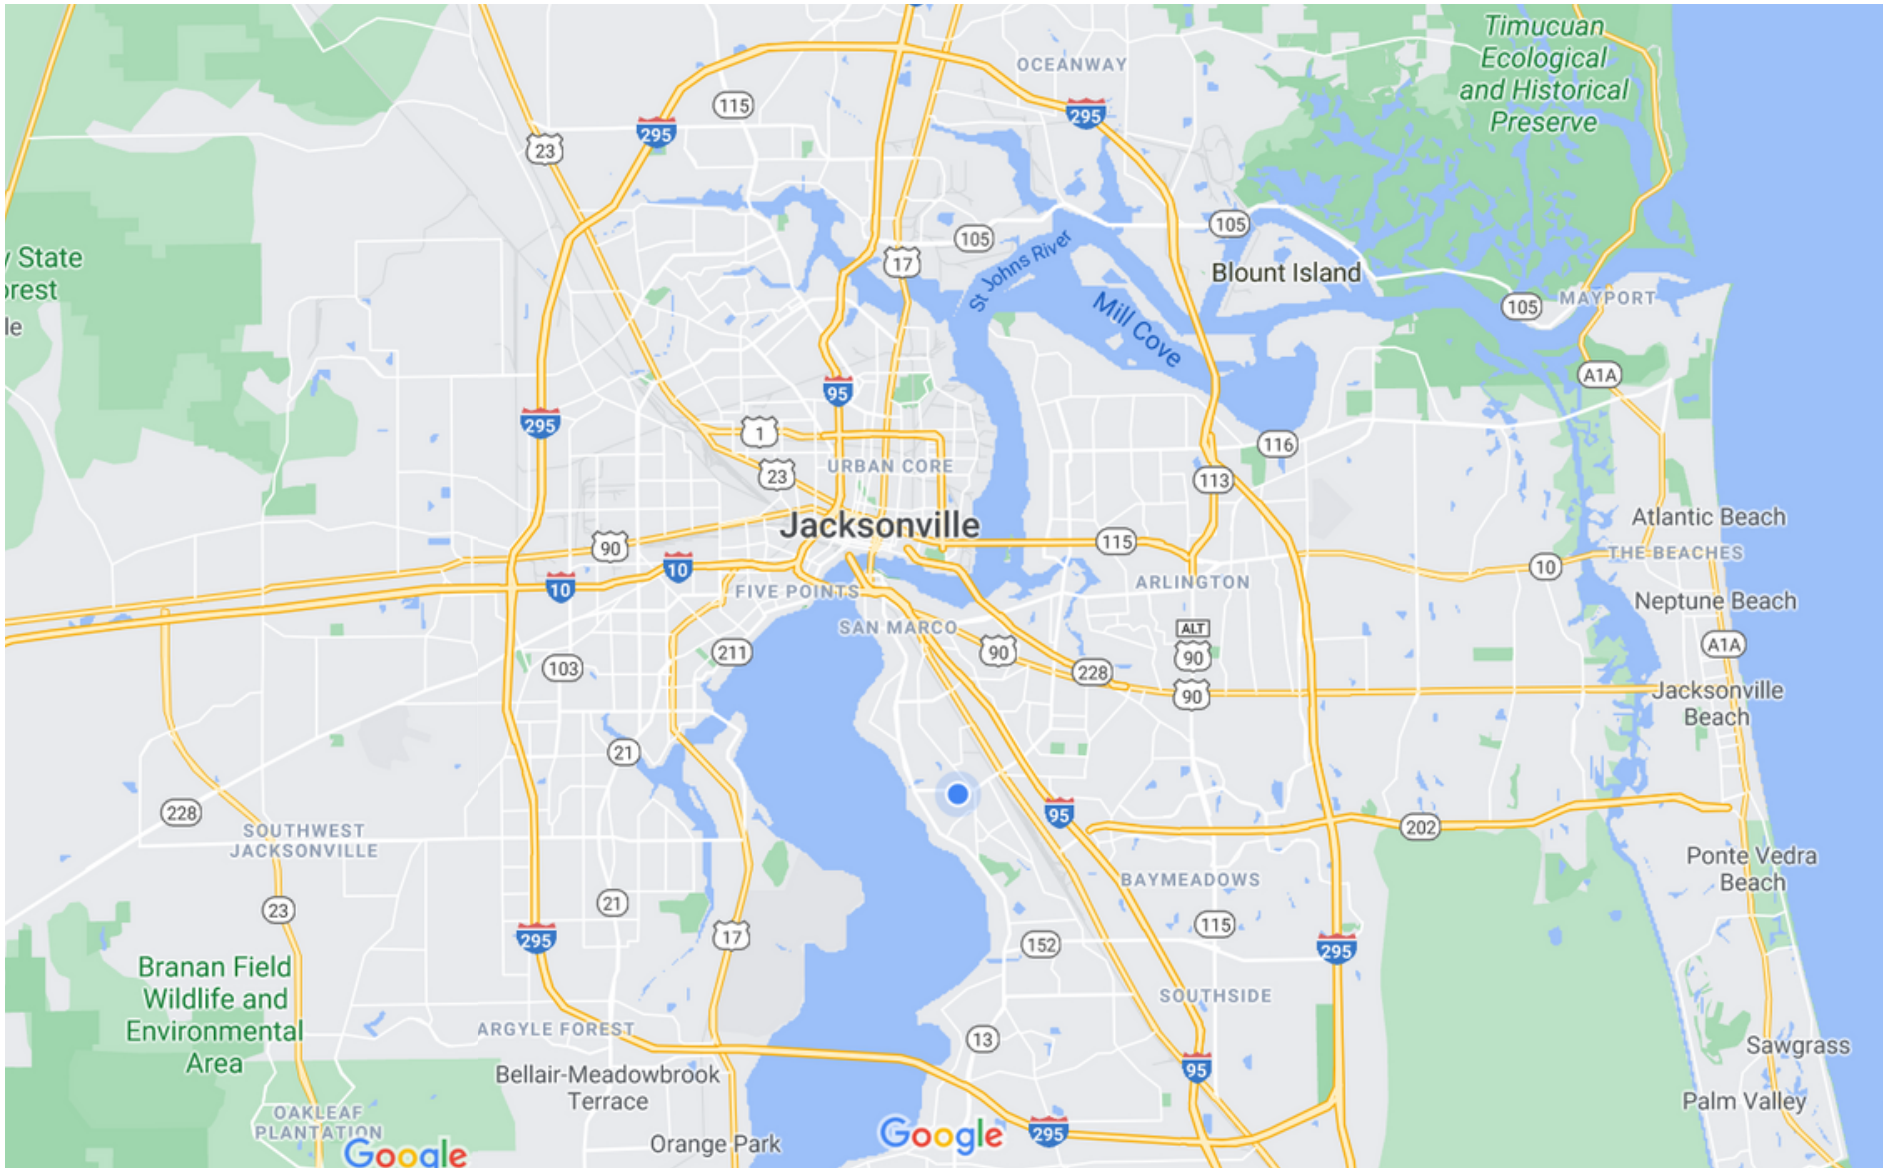 Timucuan
Ecological
and Historical
Preserve
OCEANWAY
115
295
295
23
105
105
17
St Johns River
Blount Island
Mill Cove
MAYPORT
105
y State
orest
le
A1A
95
295
1
116
URBAN CORE
23
113
Jacksonville
Atlantic Beach
90
115
THE BEACHES
10
10
10
FIVE POINTS
ARLINGTON
Neptune Beach
SAN MARCO
ALT
90
90
A1A
211
103
228
90
Jacksonville
Beach
21
95
228
202
SOUTHWEST
JACKSONVILLE
Ponte Vedra
Beach
BAYMEADOWS
21
23
115
17
295
152
295
Branan Field
Wildlife and
Environmental
Area
SOUTHSIDE
ARGYLE FOREST
13
Sawgrass
Bellair-Meadowbrook
Terrace
95
Palm Valley
OAKLEAF
PLANTATION
Orange Park
Google
295
Google